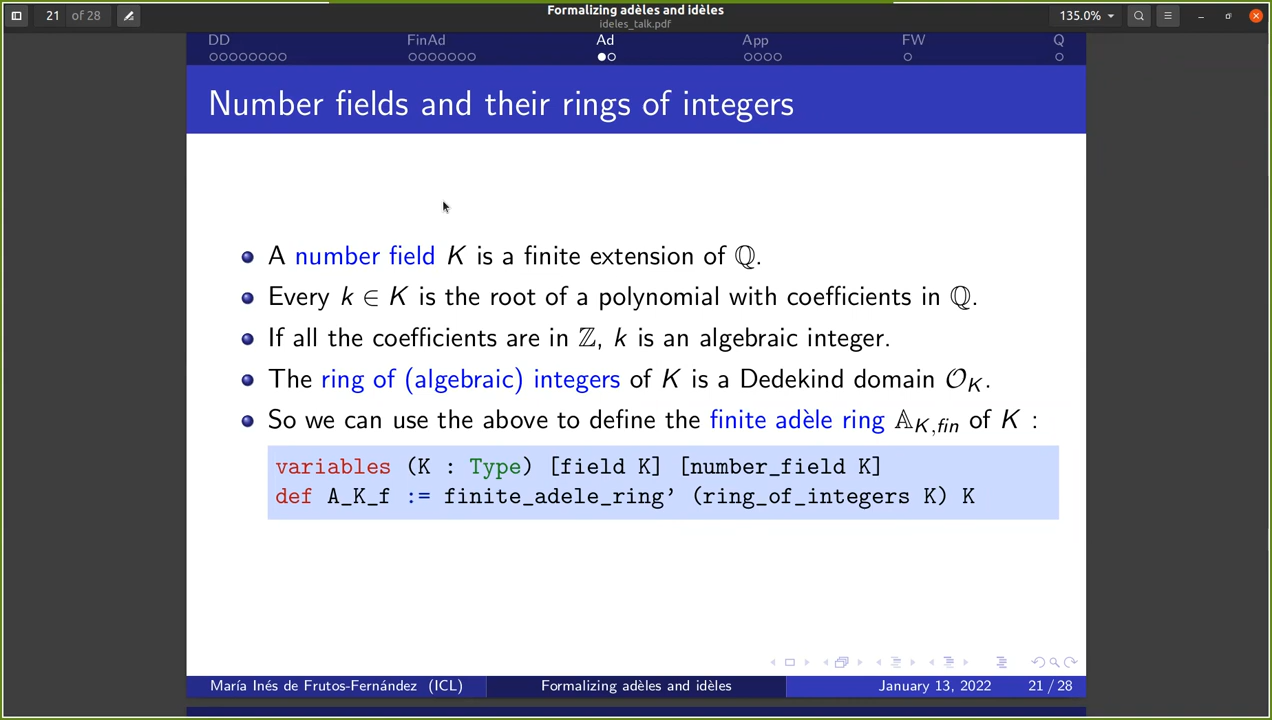 21 of 28
Formalizing adèles and idèles
ideles_talk.pdf
135.0%
DD FinAd Ad App FW Q
Number fields and their rings of integers
A number field K is a finite extension of ℚ.
Every k ∈ K is the root of a polynomial with coefficients in ℚ.
If all the coefficients are in ℤ, k is an algebraic integer.
The ring of (algebraic) integers of K is a Dedekind domain 𝒪_K.
So we can use the above to define the finite adèle ring 𝔸_{K,fin} of K :
variables (K : Type) [field K] [number_field K]
def A_K_f := finite_adele_ring' (ring_of_integers K) K
María Inés de Frutos-Fernández (ICL) Formalizing adèles and idèles January 13, 2022 21 / 28